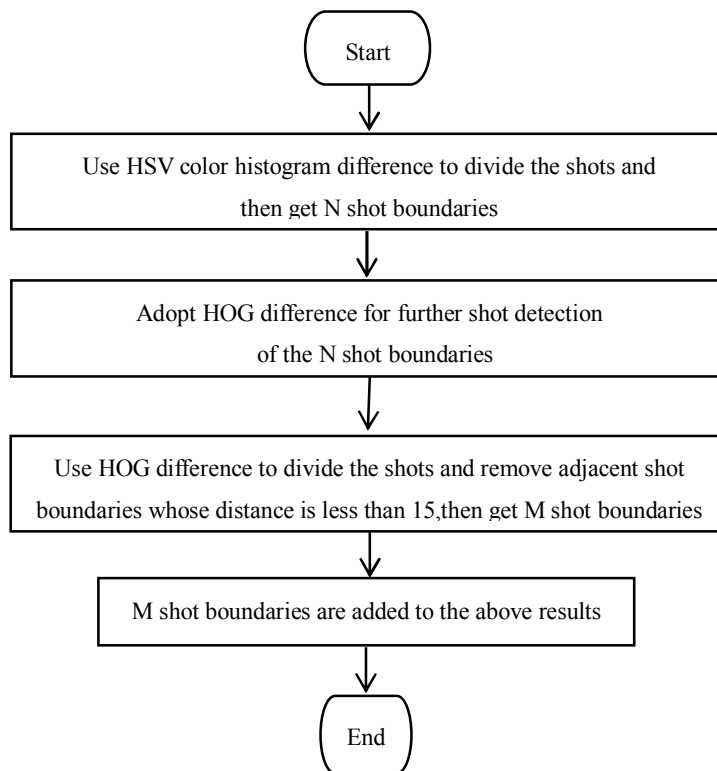 Start
Use HSV color histogram difference to divide the shots and
then get N shot boundaries
Adopt HOG difference for further shot detection
of the N shot boundaries
Use HOG difference to divide the shots and remove adjacent shot
boundaries whose distance is less than 15,then get M shot boundaries
M shot boundaries are added to the above results
End